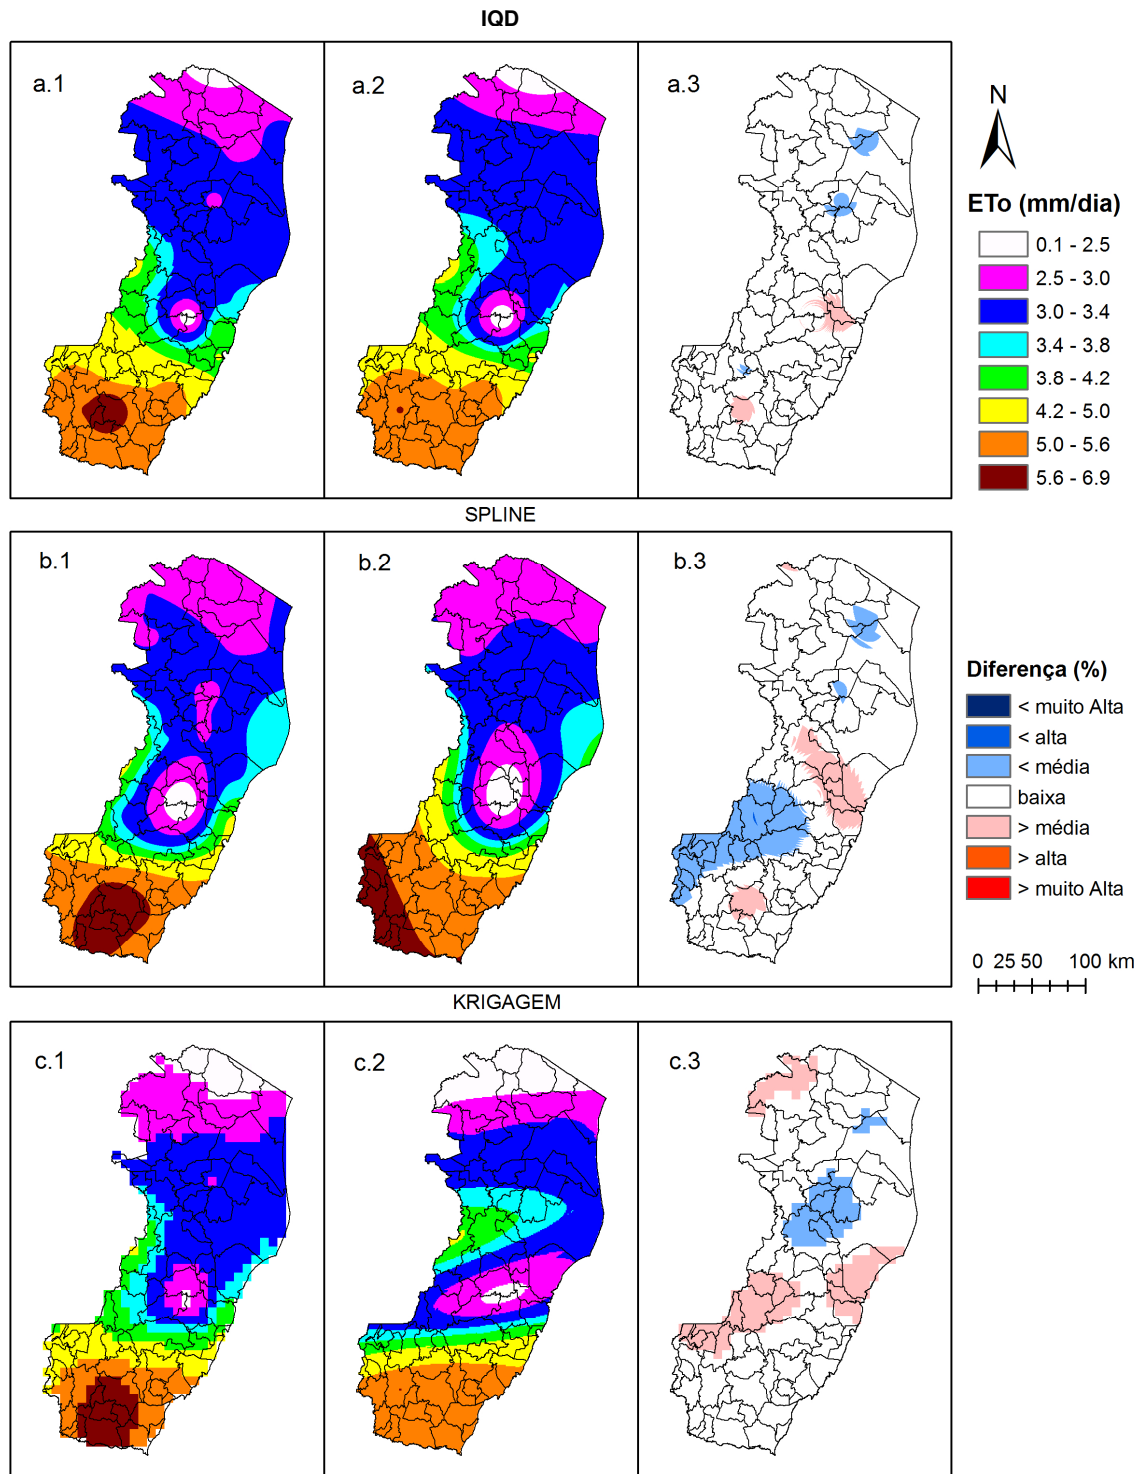 IQD
a.1
a.2
a.3
N
ETo (mm/dia)
0.1 - 2.5
2.5 - 3.0
3.0 - 3.4
3.4 - 3.8
3.8 - 4.2
4.2 - 5.0
5.0 - 5.6
5.6 - 6.9
SPLINE
b.1
b.2
b.3
Diferença (%)
< muito Alta
< alta
< média
baixa
> média
> alta
> muito Alta
0 25 50 100 km
KRIGAGEM
c.1
c.2
c.3